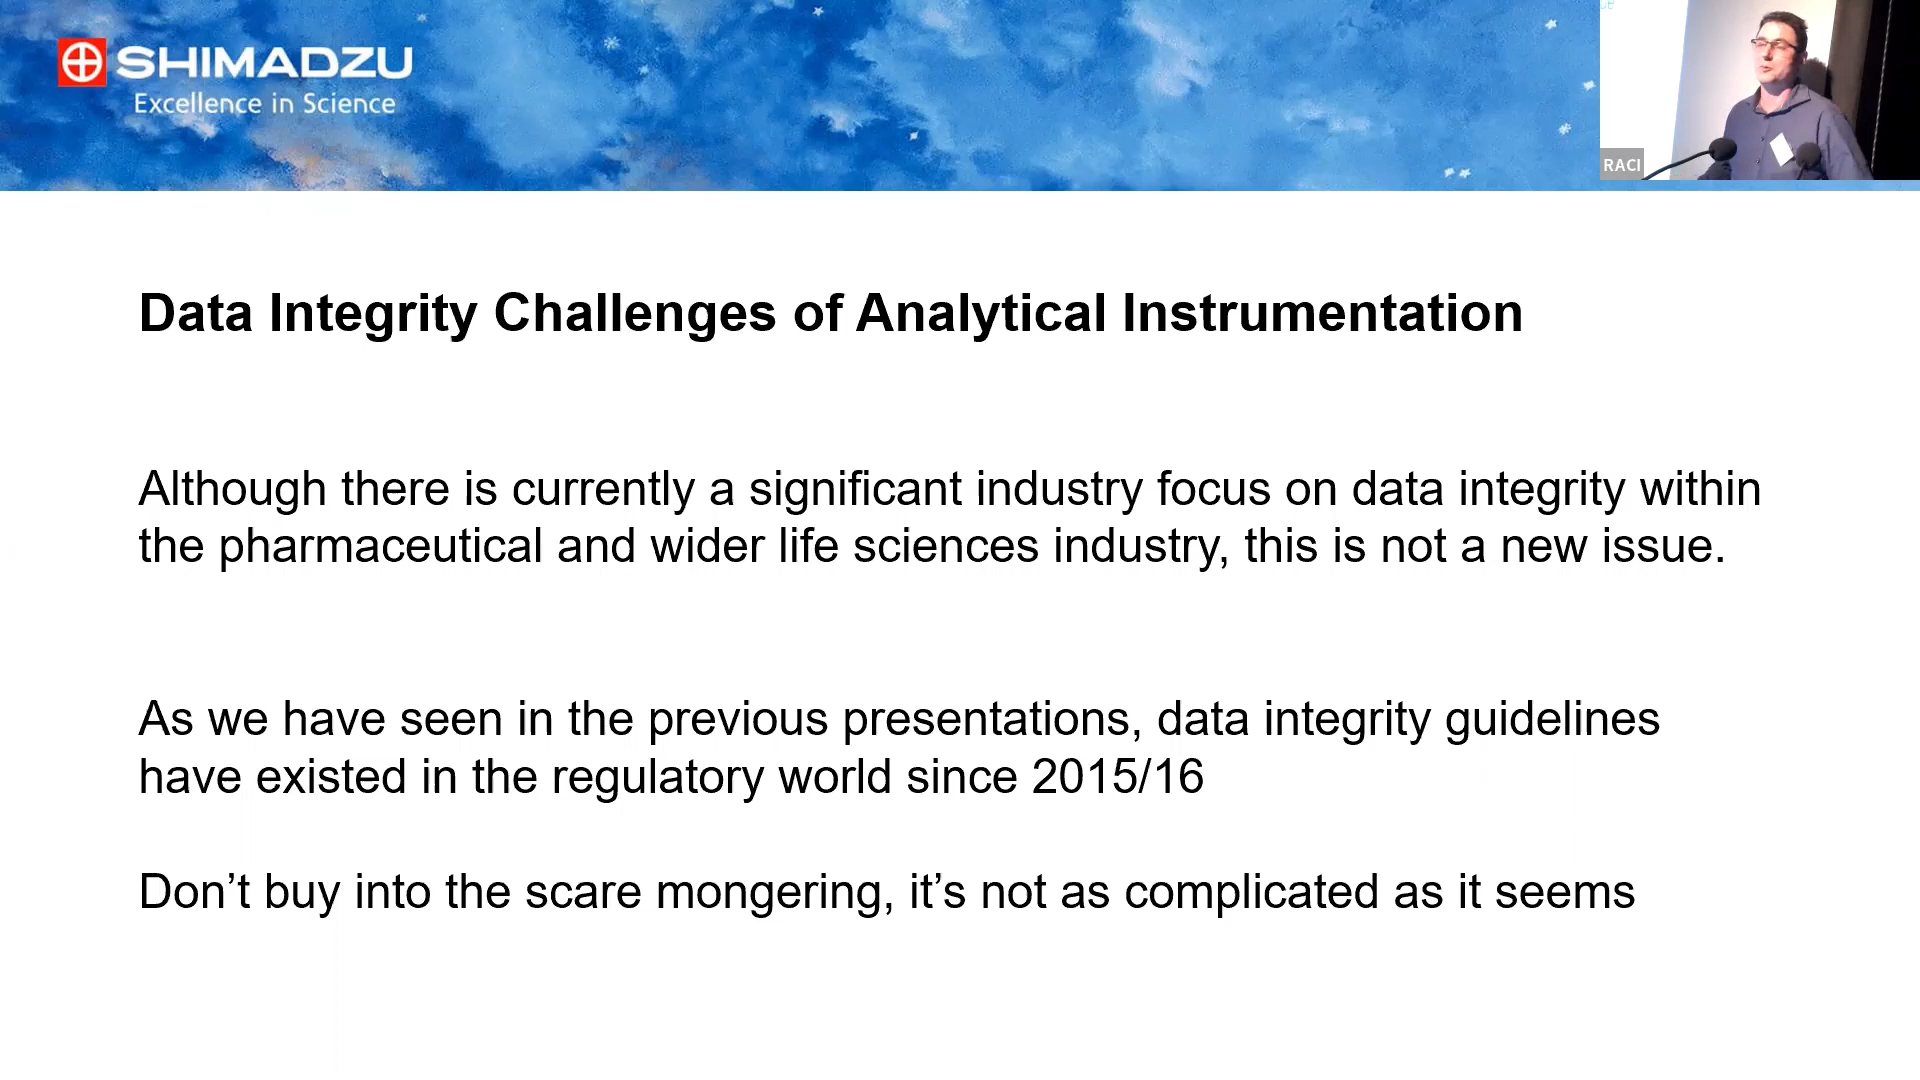 SHIMADZU
Excellence in Science
RACI
Data Integrity Challenges of Analytical Instrumentation
Although there is currently a significant industry focus on data integrity within
the pharmaceutical and wider life sciences industry, this is not a new issue.
As we have seen in the previous presentations, data integrity guidelines
have existed in the regulatory world since 2015/16
Don’t buy into the scare mongering, it’s not as complicated as it seems